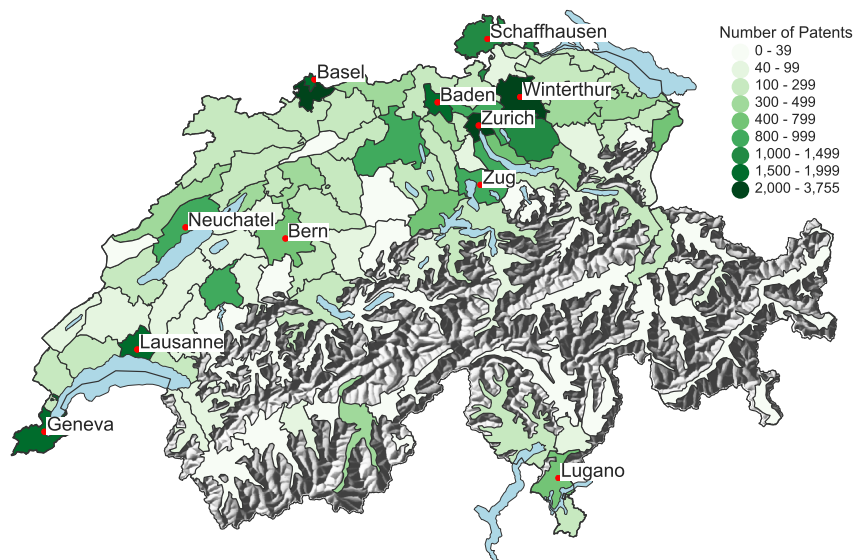 Schaffhausen
Number of Patents
0 - 39
40 - 99
100 - 299
300 - 499
400 - 799
800 - 999
1,000 - 1,499
1,500 - 1,999
2,000 - 3,755
Basel
Baden
Winterthur
Zurich
Zug
Neuchatel
Bern
Lausanne
Geneva
Lugano